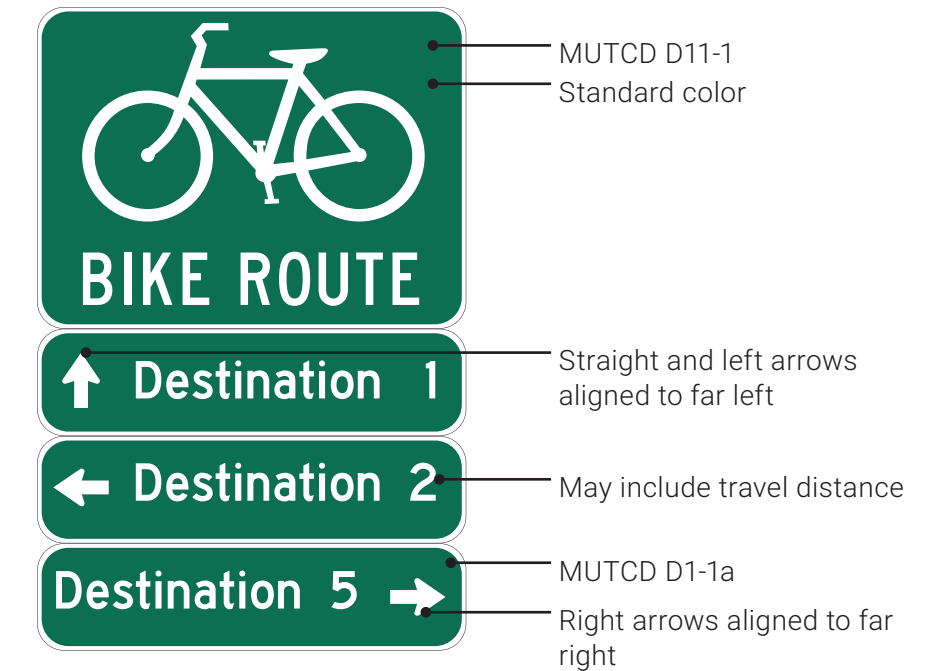 MUTCD D11-1
Standard color
BIKE ROUTE
Destination 1
Straight and left arrows
aligned to far left
Destination 2
May include travel distance
Destination 5
MUTCD D1-1a
Right arrows aligned to far
right